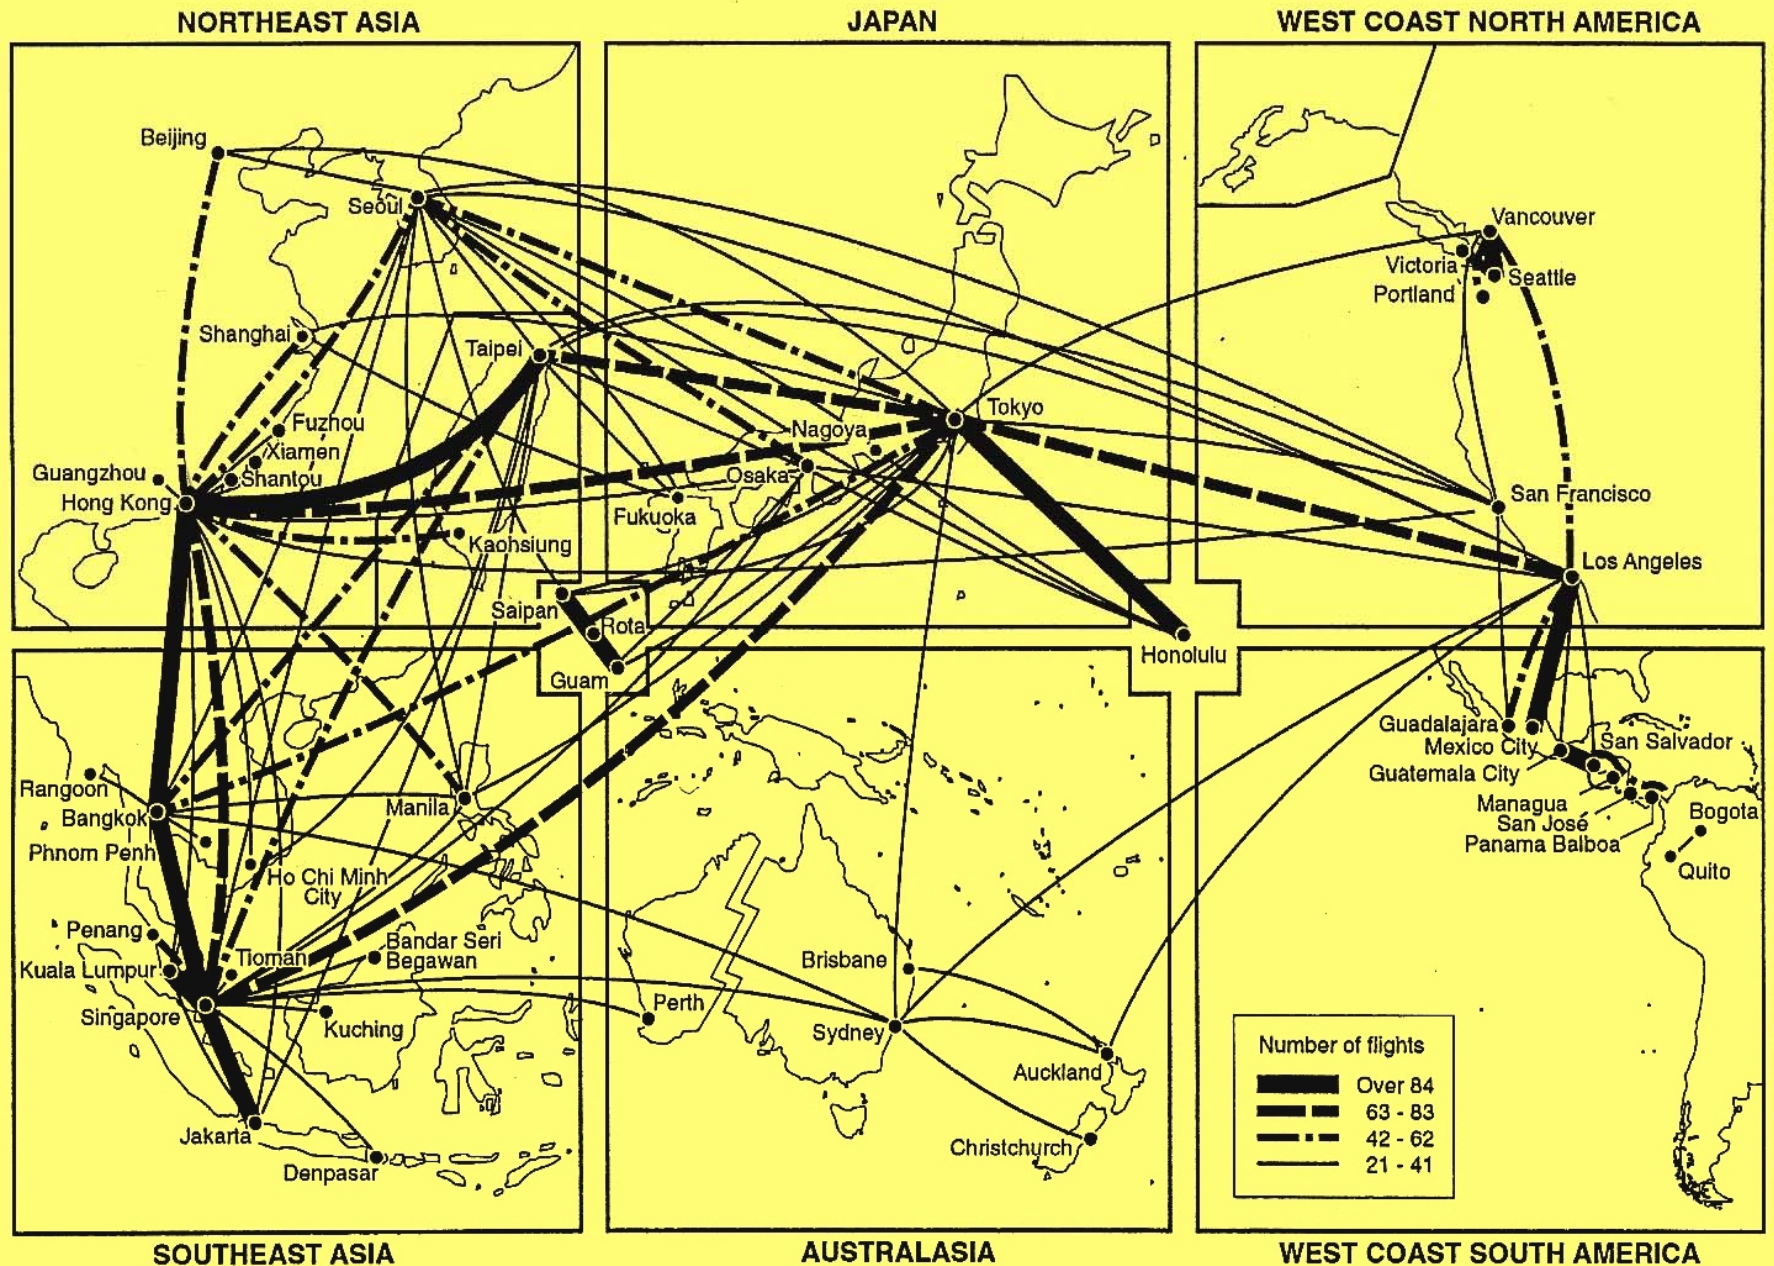 NORTHEAST ASIA
JAPAN
WEST COAST NORTH AMERICA
Beijing
Seoul
Shanghai
Taipei
Fuzhou
Xiamen
Guangzhou
Shantou
Hong Kong
Kaohsiung
Saipan
Rota
Guam
Tokyo
Nagoya
Osaka
Fukuoka
Honolulu
Vancouver
Victoria
Seattle
Portland
San Francisco
Los Angeles
Rangoon
Bangkok
Manila
Phnom Penh
Ho Chi Minh
City
Penang
Kuala Lumpur
Tioman
Bandar Seri
Begawan
Singapore
Kuching
Jakarta
Denpasar
Brisbane
Perth
Sydney
Auckland
Christchurch
Guadalajara
Mexico City
San Salvador
Guatemala City
Managua
San José
Panama Balboa
Bogota
Quito
Number of flights
Over 84
63 - 83
42 - 62
21 - 41
SOUTHEAST ASIA
AUSTRALASIA
WEST COAST SOUTH AMERICA